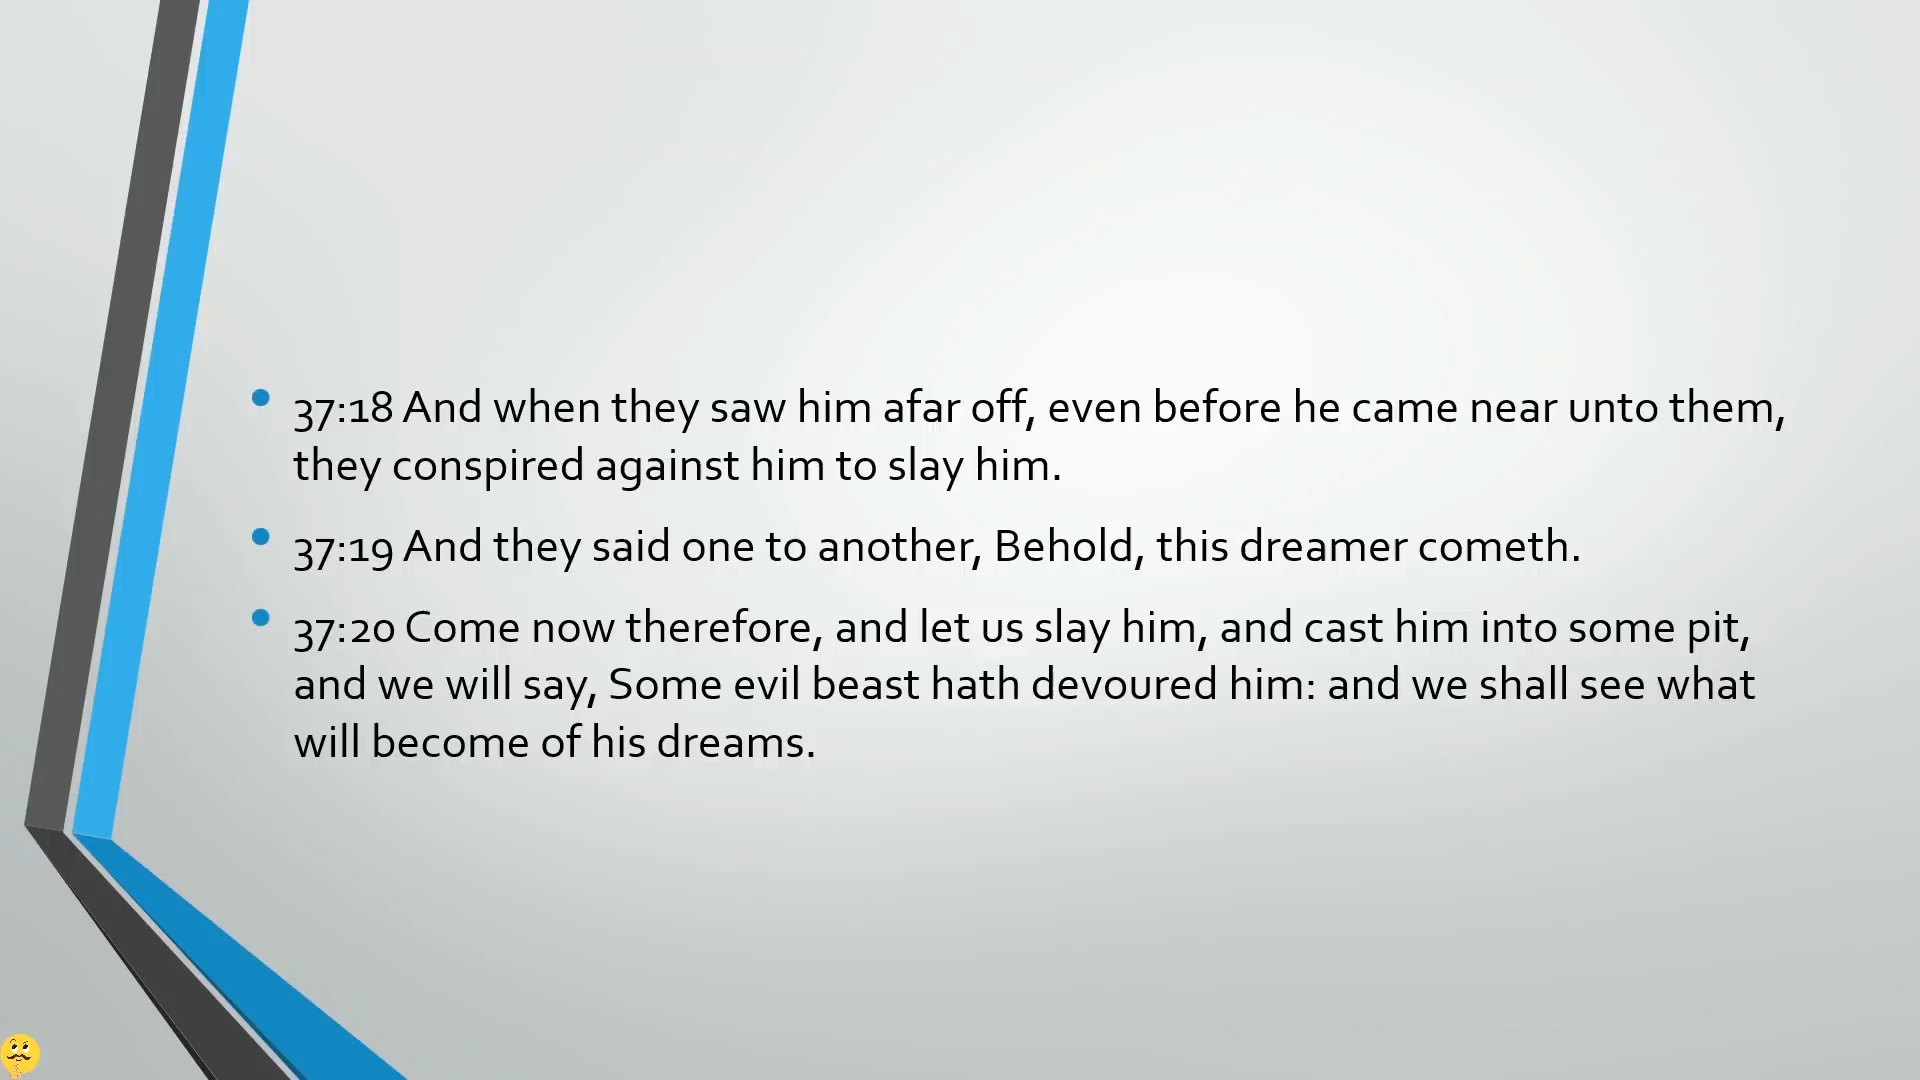 • 37:18 And when they saw him afar off, even before he came near unto them,
they conspired against him to slay him.
• 37:19 And they said one to another, Behold, this dreamer cometh.
• 37:20 Come now therefore, and let us slay him, and cast him into some pit,
and we will say, Some evil beast hath devoured him: and we shall see what
will become of his dreams.